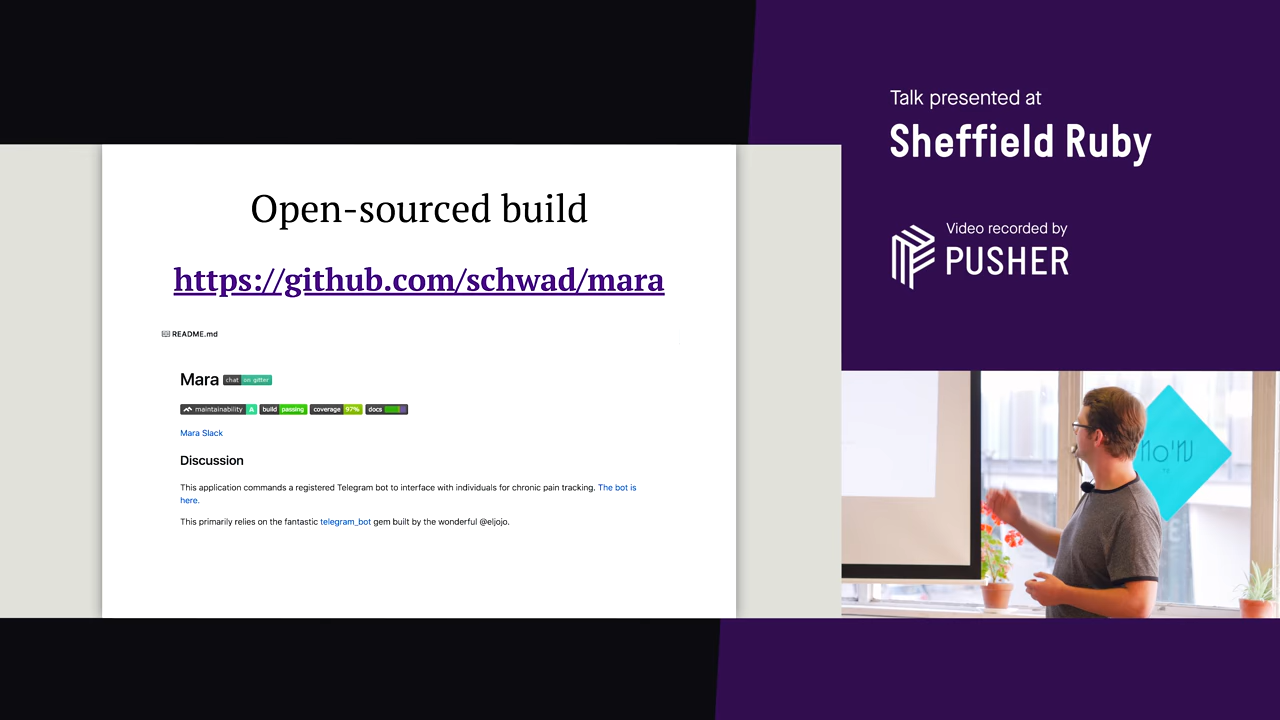 Open-sourced build
https://github.com/schwad/mara
README.md
Mara chat on gitter
maintainability A build passing coverage 97% docs
Mara Slack
Discussion
This application commands a registered Telegram bot to interface with individuals for chronic pain tracking. The bot is
here.
This primarily relies on the fantastic telegram_bot gem built by the wonderful @eljojo.
Talk presented at
Sheffield Ruby
Video recorded by
PUSHER